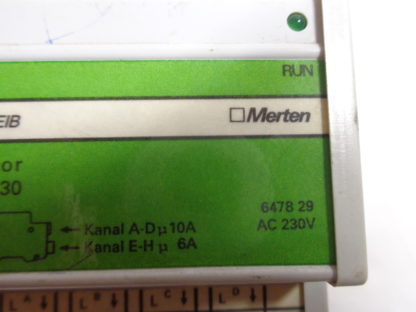 RUN
EIB
Merten
or
30
6478 29
Kanal A-D µ 10A
AC 230V
Kanal E-H µ 6A
L A
L B
L C
L D